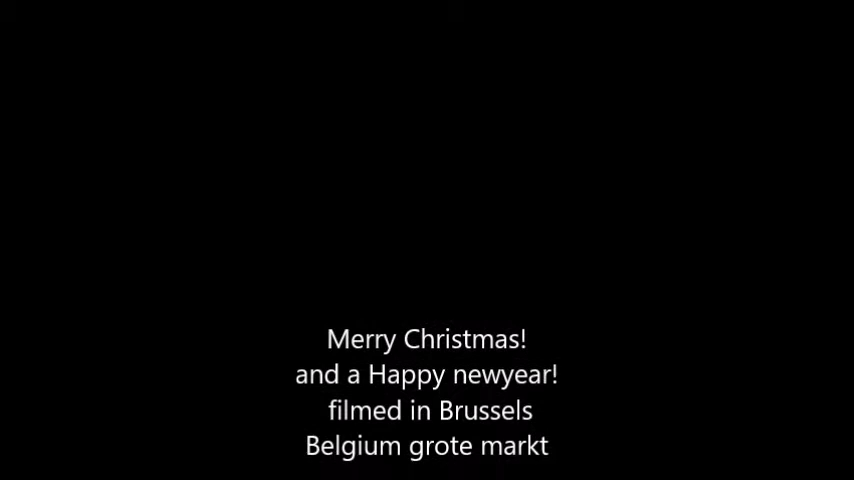 Merry Christmas!
and a Happy newyear!
filmed in Brussels
Belgium grote markt